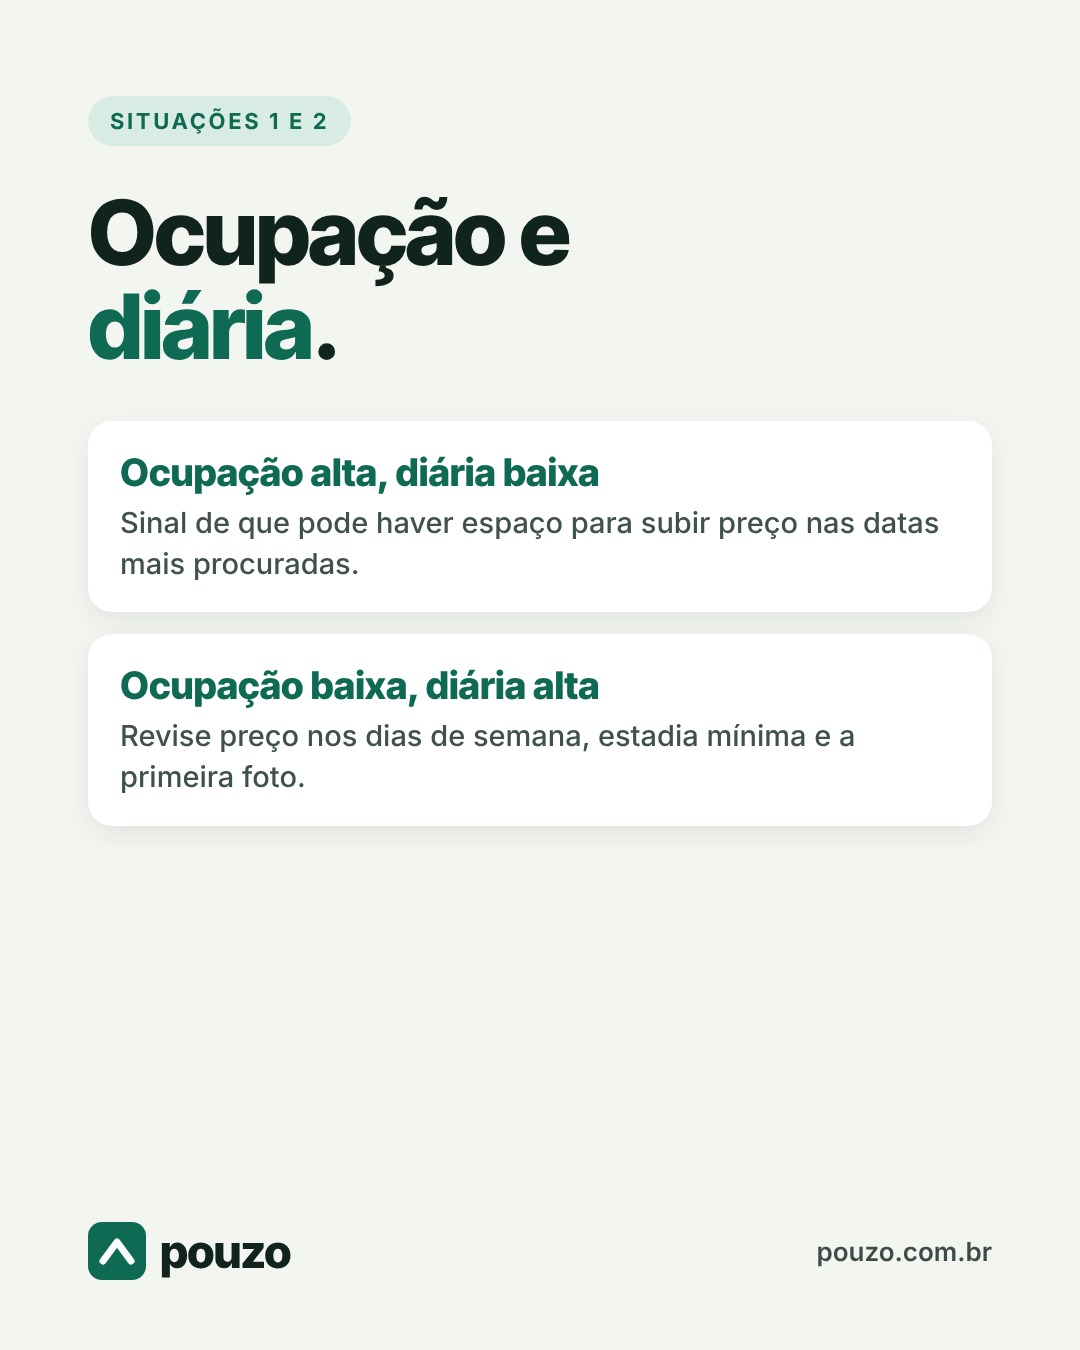 SITUAÇÕES 1 E 2
Ocupação e
diária.
Ocupação alta, diária baixa
Sinal de que pode haver espaço para subir preço nas datas
mais procuradas.
Ocupação baixa, diária alta
Revise preço nos dias de semana, estadia mínima e a
primeira foto.
pouzo
pouzo.com.br